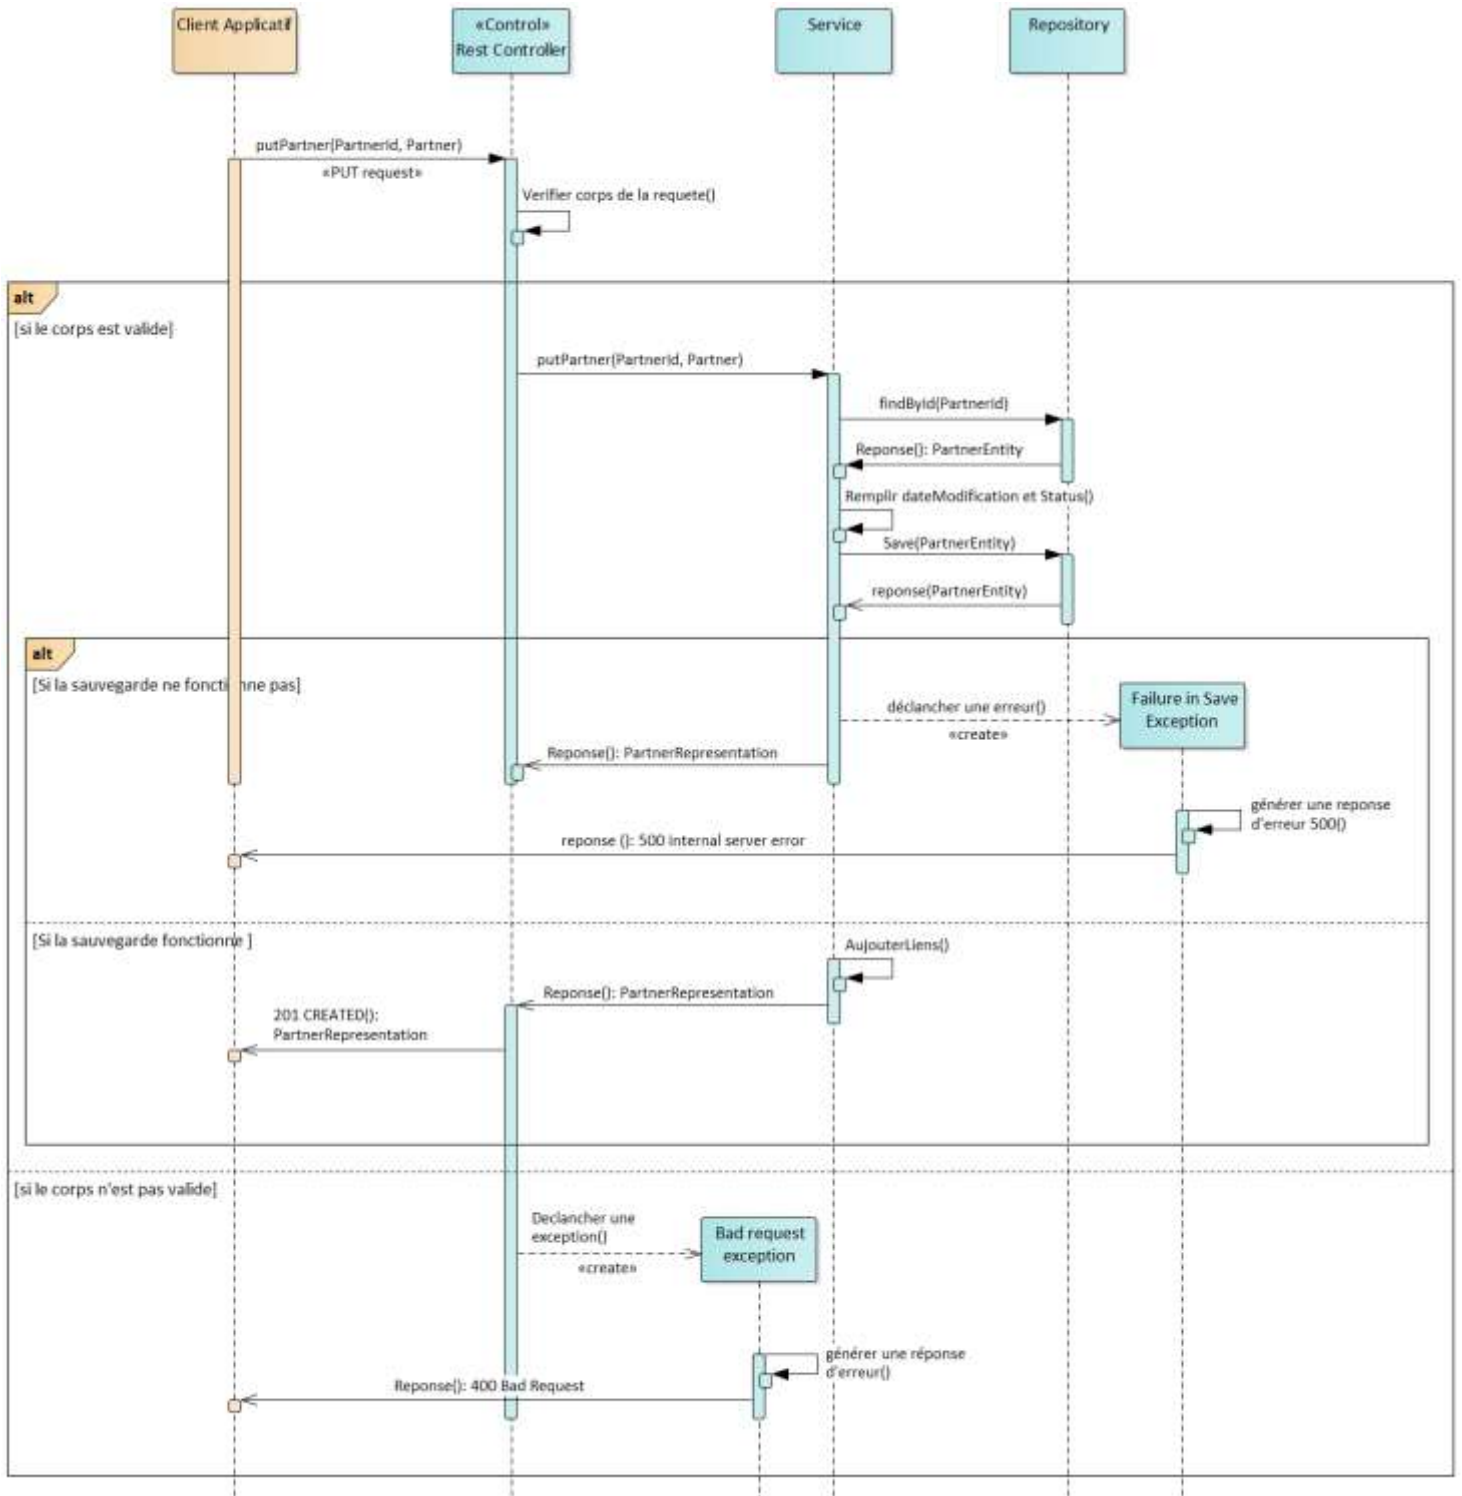 Client Applicatif
«Control»
Rest Controller
Service
Repository
putPartner(PartnerId, Partner)
«PUT request»
Verifier corps de la requete()
alt
[si le corps est valide]
putPartner(PartnerId, Partner)
findById(PartnerId)
Reponse(): PartnerEntity
Remplir dateModification et Status()
Save(PartnerEntity)
reponse(PartnerEntity)
alt
[Si la sauvegarde ne fonctionne pas]
Failure in Save
Exception
déclancher une erreur()
«create»
Reponse(): PartnerRepresentation
générer une reponse
d'erreur 500()
reponse (): 500 internal server error
[Si la sauvegarde fonctionne ]
AujouterLiens()
Reponse(): PartnerRepresentation
201 CREATED():
PartnerRepresentation
[si le corps n'est pas valide]
Declancher une
exception()
«create»
Bad request
exception
générer une réponse
d'erreur()
Reponse(): 400 Bad Request